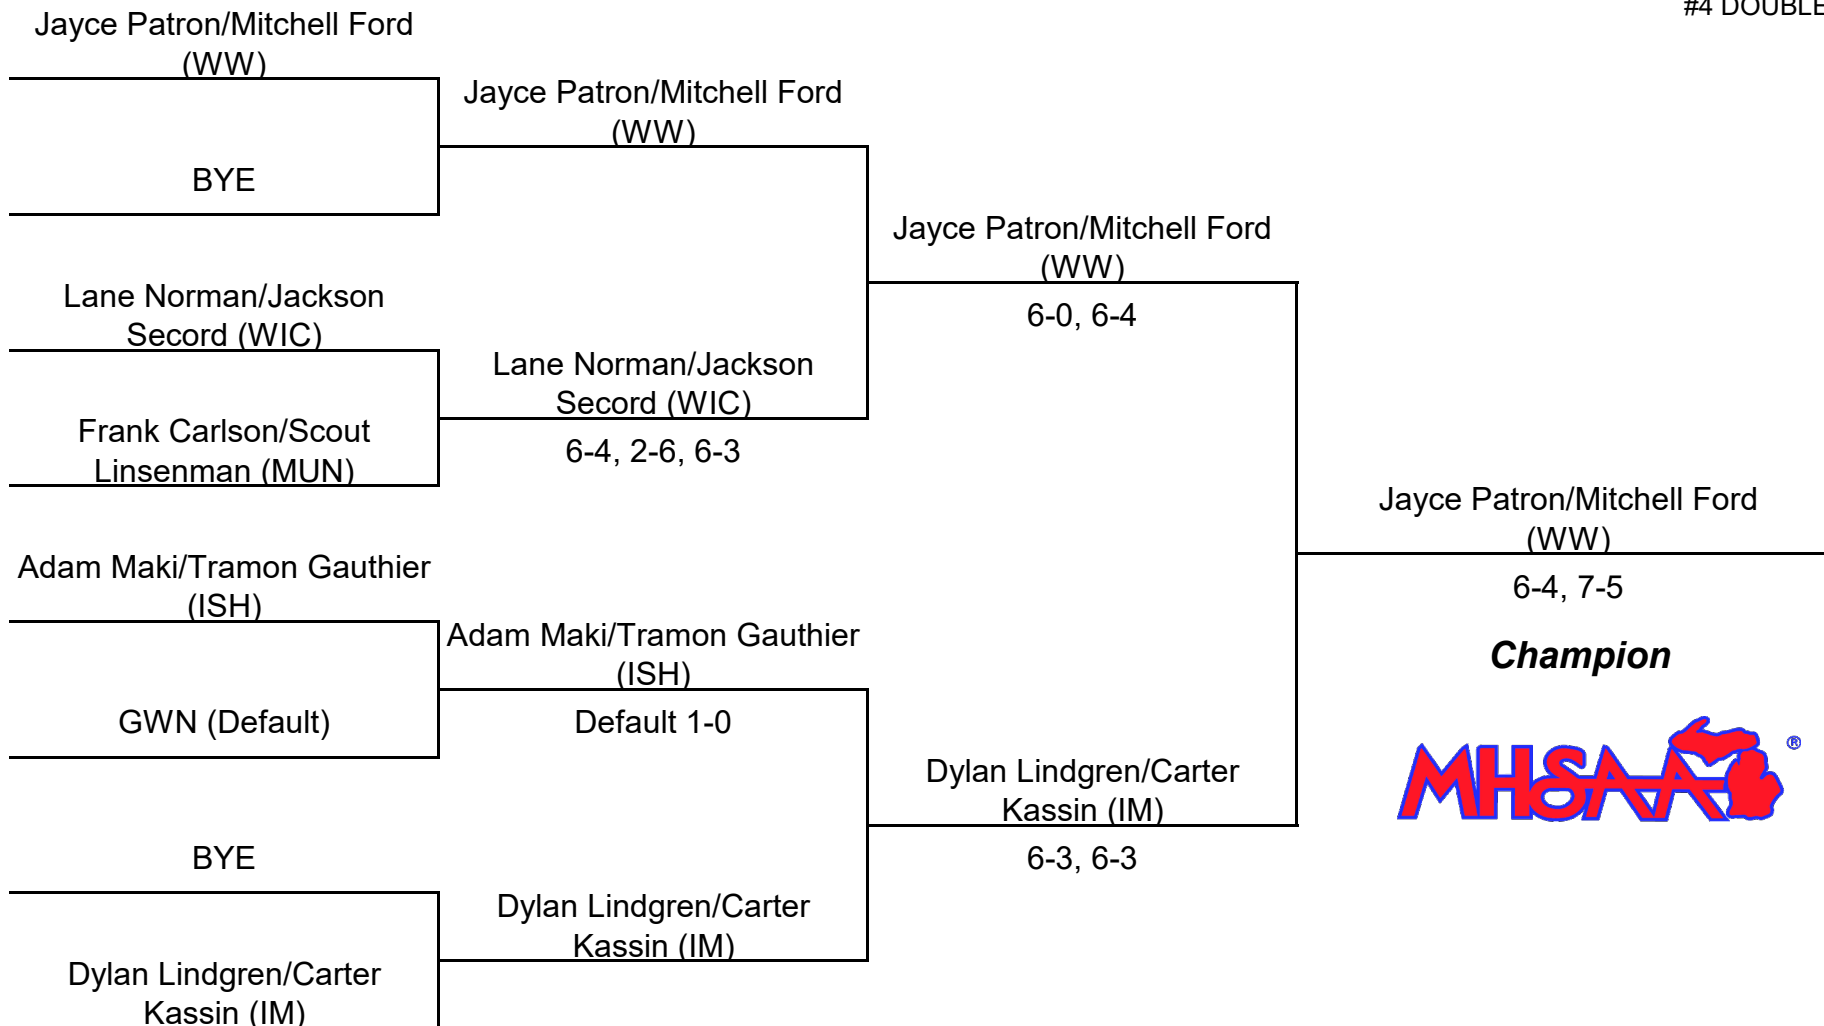 #4 DOUBLE
Jayce Patron/Mitchell Ford
(WW)
BYE
Lane Norman/Jackson
Secord (WIC)
Frank Carlson/Scout
Linsenman (MUN)
Adam Maki/Tramon Gauthier
(ISH)
GWN (Default)
BYE
Dylan Lindgren/Carter
Kassin (IM)
Jayce Patron/Mitchell Ford
(WW)
Lane Norman/Jackson
Secord (WIC)
6-4, 2-6, 6-3
Adam Maki/Tramon Gauthier
(ISH)
Default 1-0
Dylan Lindgren/Carter
Kassin (IM)
Jayce Patron/Mitchell Ford
(WW)
6-0, 6-4
Dylan Lindgren/Carter
Kassin (IM)
6-3, 6-3
Jayce Patron/Mitchell Ford
(WW)
6-4, 7-5
Champion
MHSAA®